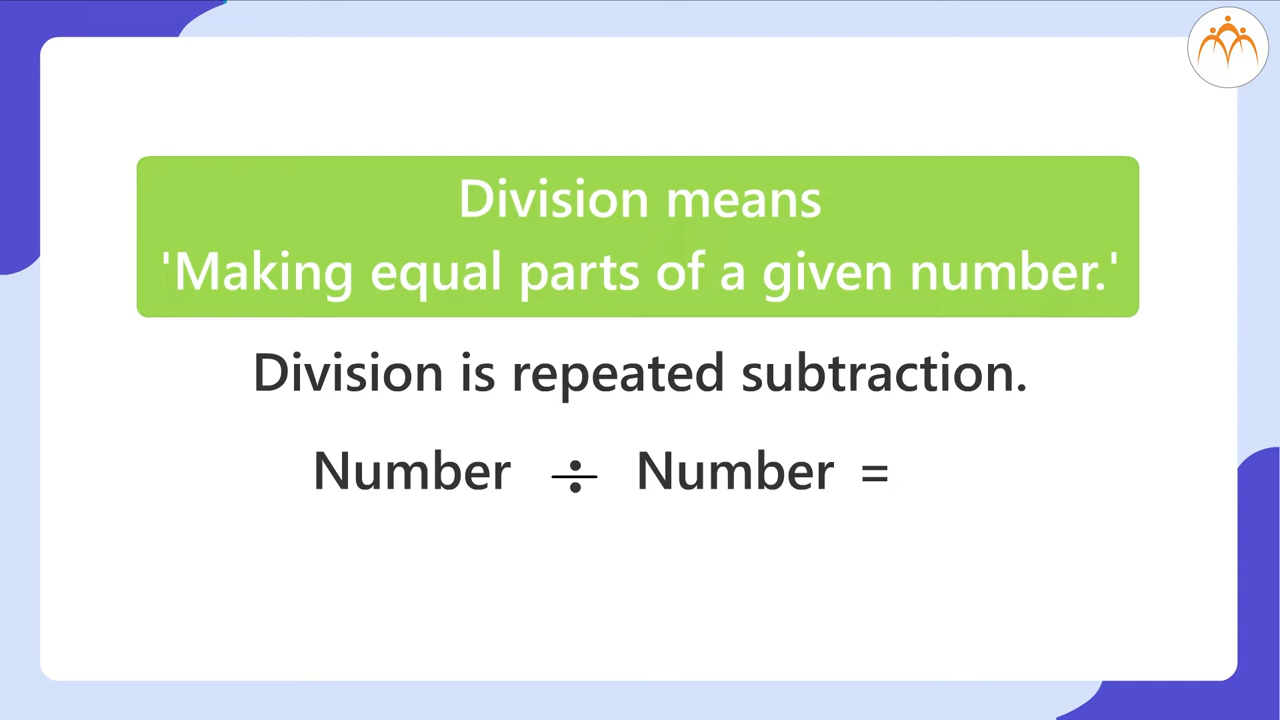 Division means
'Making equal parts of a given number.'
Division is repeated subtraction.
Number ÷ Number =